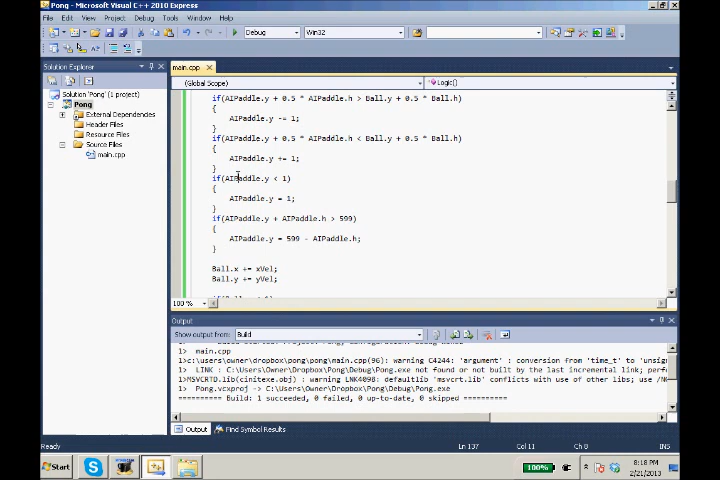 Pong - Microsoft Visual C++ 2010 Express
File Edit View Project Debug Tools Window Help
Debug Win32
Solution Explorer
main.cpp
(Global Scope) Logic()
Solution 'Pong' (1 project)
Pong
External Dependencies
Header Files
Resource Files
Source Files
main.cpp
if(AIPaddle.y + 0.5 * AIPaddle.h > Ball.y + 0.5 * Ball.h)
{
AIPaddle.y -= 1;
}
if(AIPaddle.y + 0.5 * AIPaddle.h < Ball.y + 0.5 * Ball.h)
{
AIPaddle.y += 1;
}
if(AIPaddle.y < 1)
{
AIPaddle.y = 1;
}
if(AIPaddle.y + AIPaddle.h > 599)
{
AIPaddle.y = 599 - AIPaddle.h;
}
Ball.x += xVel;
Ball.y += yVel;
100 %
Output
Show output from: Build
1> main.cpp
1>c:\users\owner\dropbox\pong\pong\main.cpp(96): warning C4244: 'argument' : conversion from 'time_t' to 'unsig
1> LINK : C:\Users\Owner\Dropbox\Pong\Debug\Pong.exe not found or not built by the last incremental link; perf
1>MSVCRTD.lib(cinitexe.obj) : warning LNK4098: defaultlib 'msvcrt.lib' conflicts with use of other libs; use /N
1> Pong.vcxproj -> C:\Users\Owner\Dropbox\Pong\Debug\Pong.exe
========== Build: 1 succeeded, 0 failed, 0 up-to-date, 0 skipped ==========
Output Find Symbol Results
Ready Ln 137 Col 11 Ch 8 INS
Start 100% 8:18 PM
2/21/2013